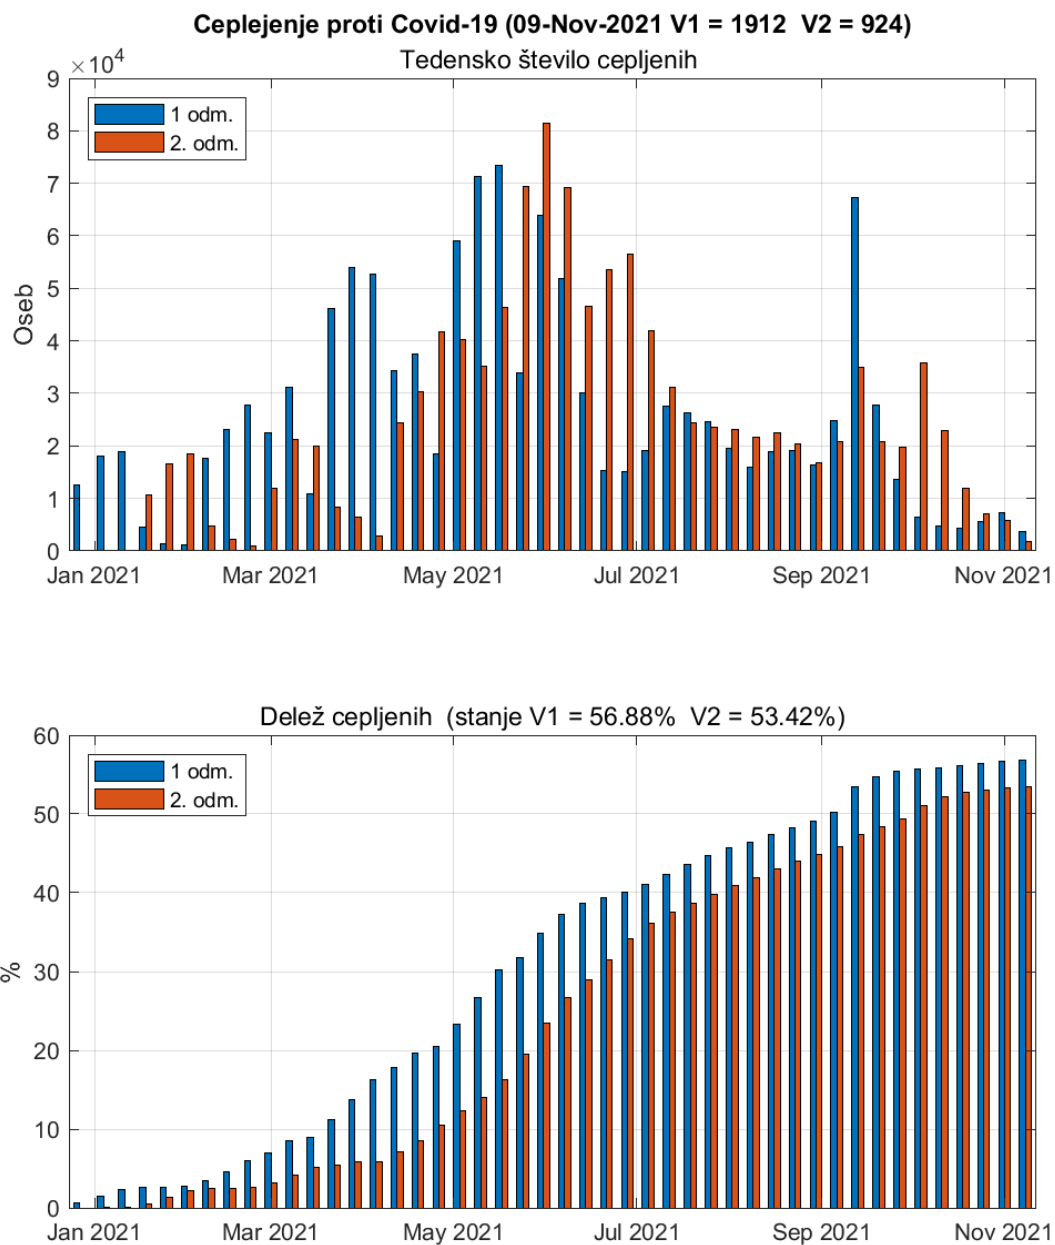 Ceplejenje proti Covid-19 (09-Nov-2021 V1 = 1912 V2 = 924)
Tedensko število cepljenih
×10⁴
1 odm.
2. odm.
9
8
7
6
5
4
3
2
1
0
Oseb
Jan 2021 Mar 2021 May 2021 Jul 2021 Sep 2021 Nov 2021
Delež cepljenih (stanje V1 = 56.88% V2 = 53.42%)
1 odm.
2. odm.
60
50
40
30
20
10
0
%
Jan 2021 Mar 2021 May 2021 Jul 2021 Sep 2021 Nov 2021